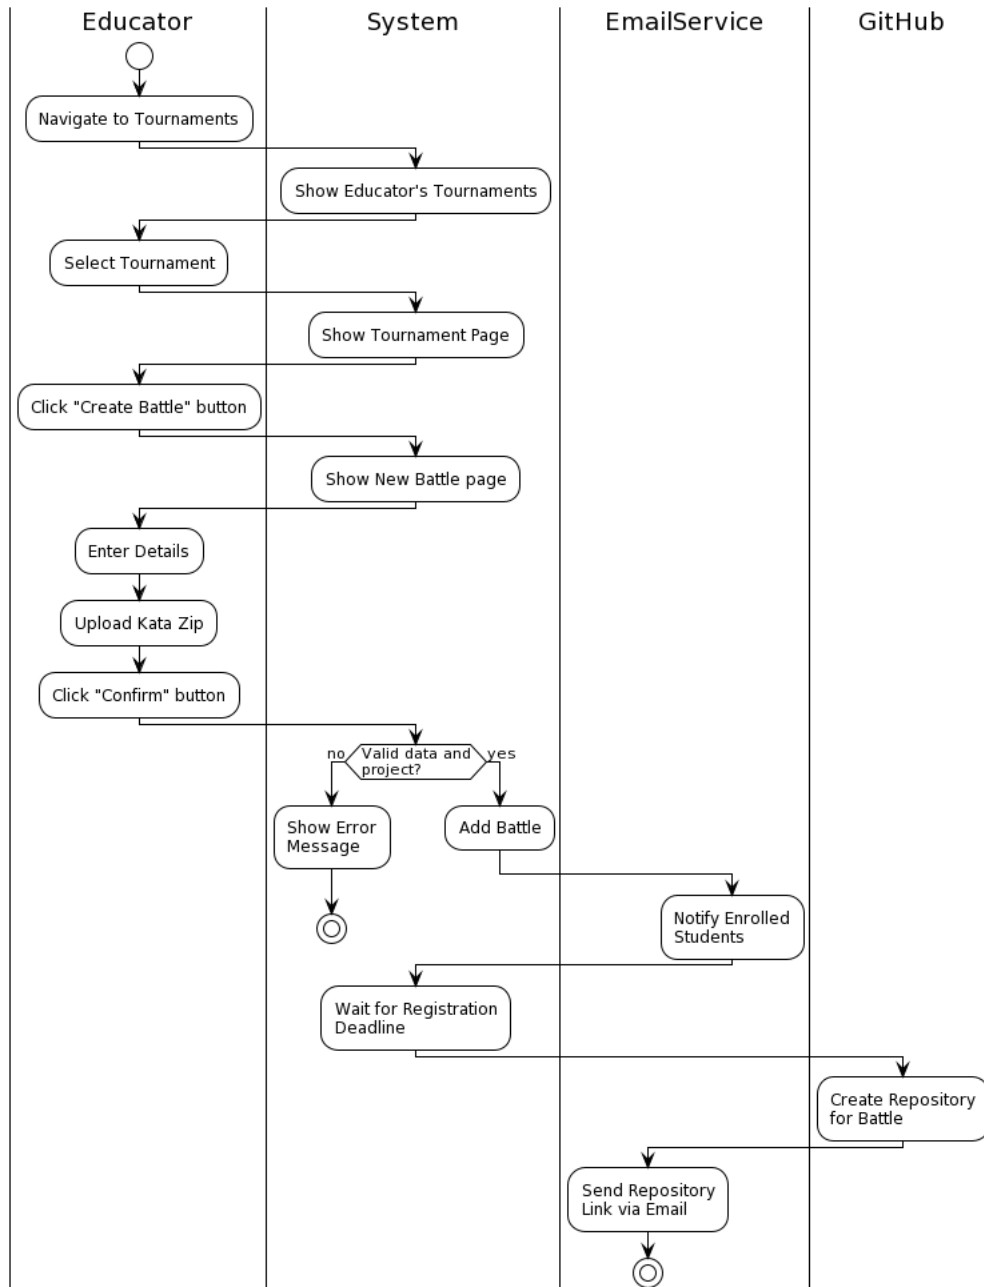 Educator
System
EmailService
GitHub
Navigate to Tournaments
Show Educator's Tournaments
Select Tournament
Show Tournament Page
Click "Create Battle" button
Show New Battle page
Enter Details
Upload Kata Zip
Click "Confirm" button
no
Valid data and
project?
yes
Show Error
Message
Add Battle
Notify Enrolled
Students
Wait for Registration
Deadline
Create Repository
for Battle
Send Repository
Link via Email